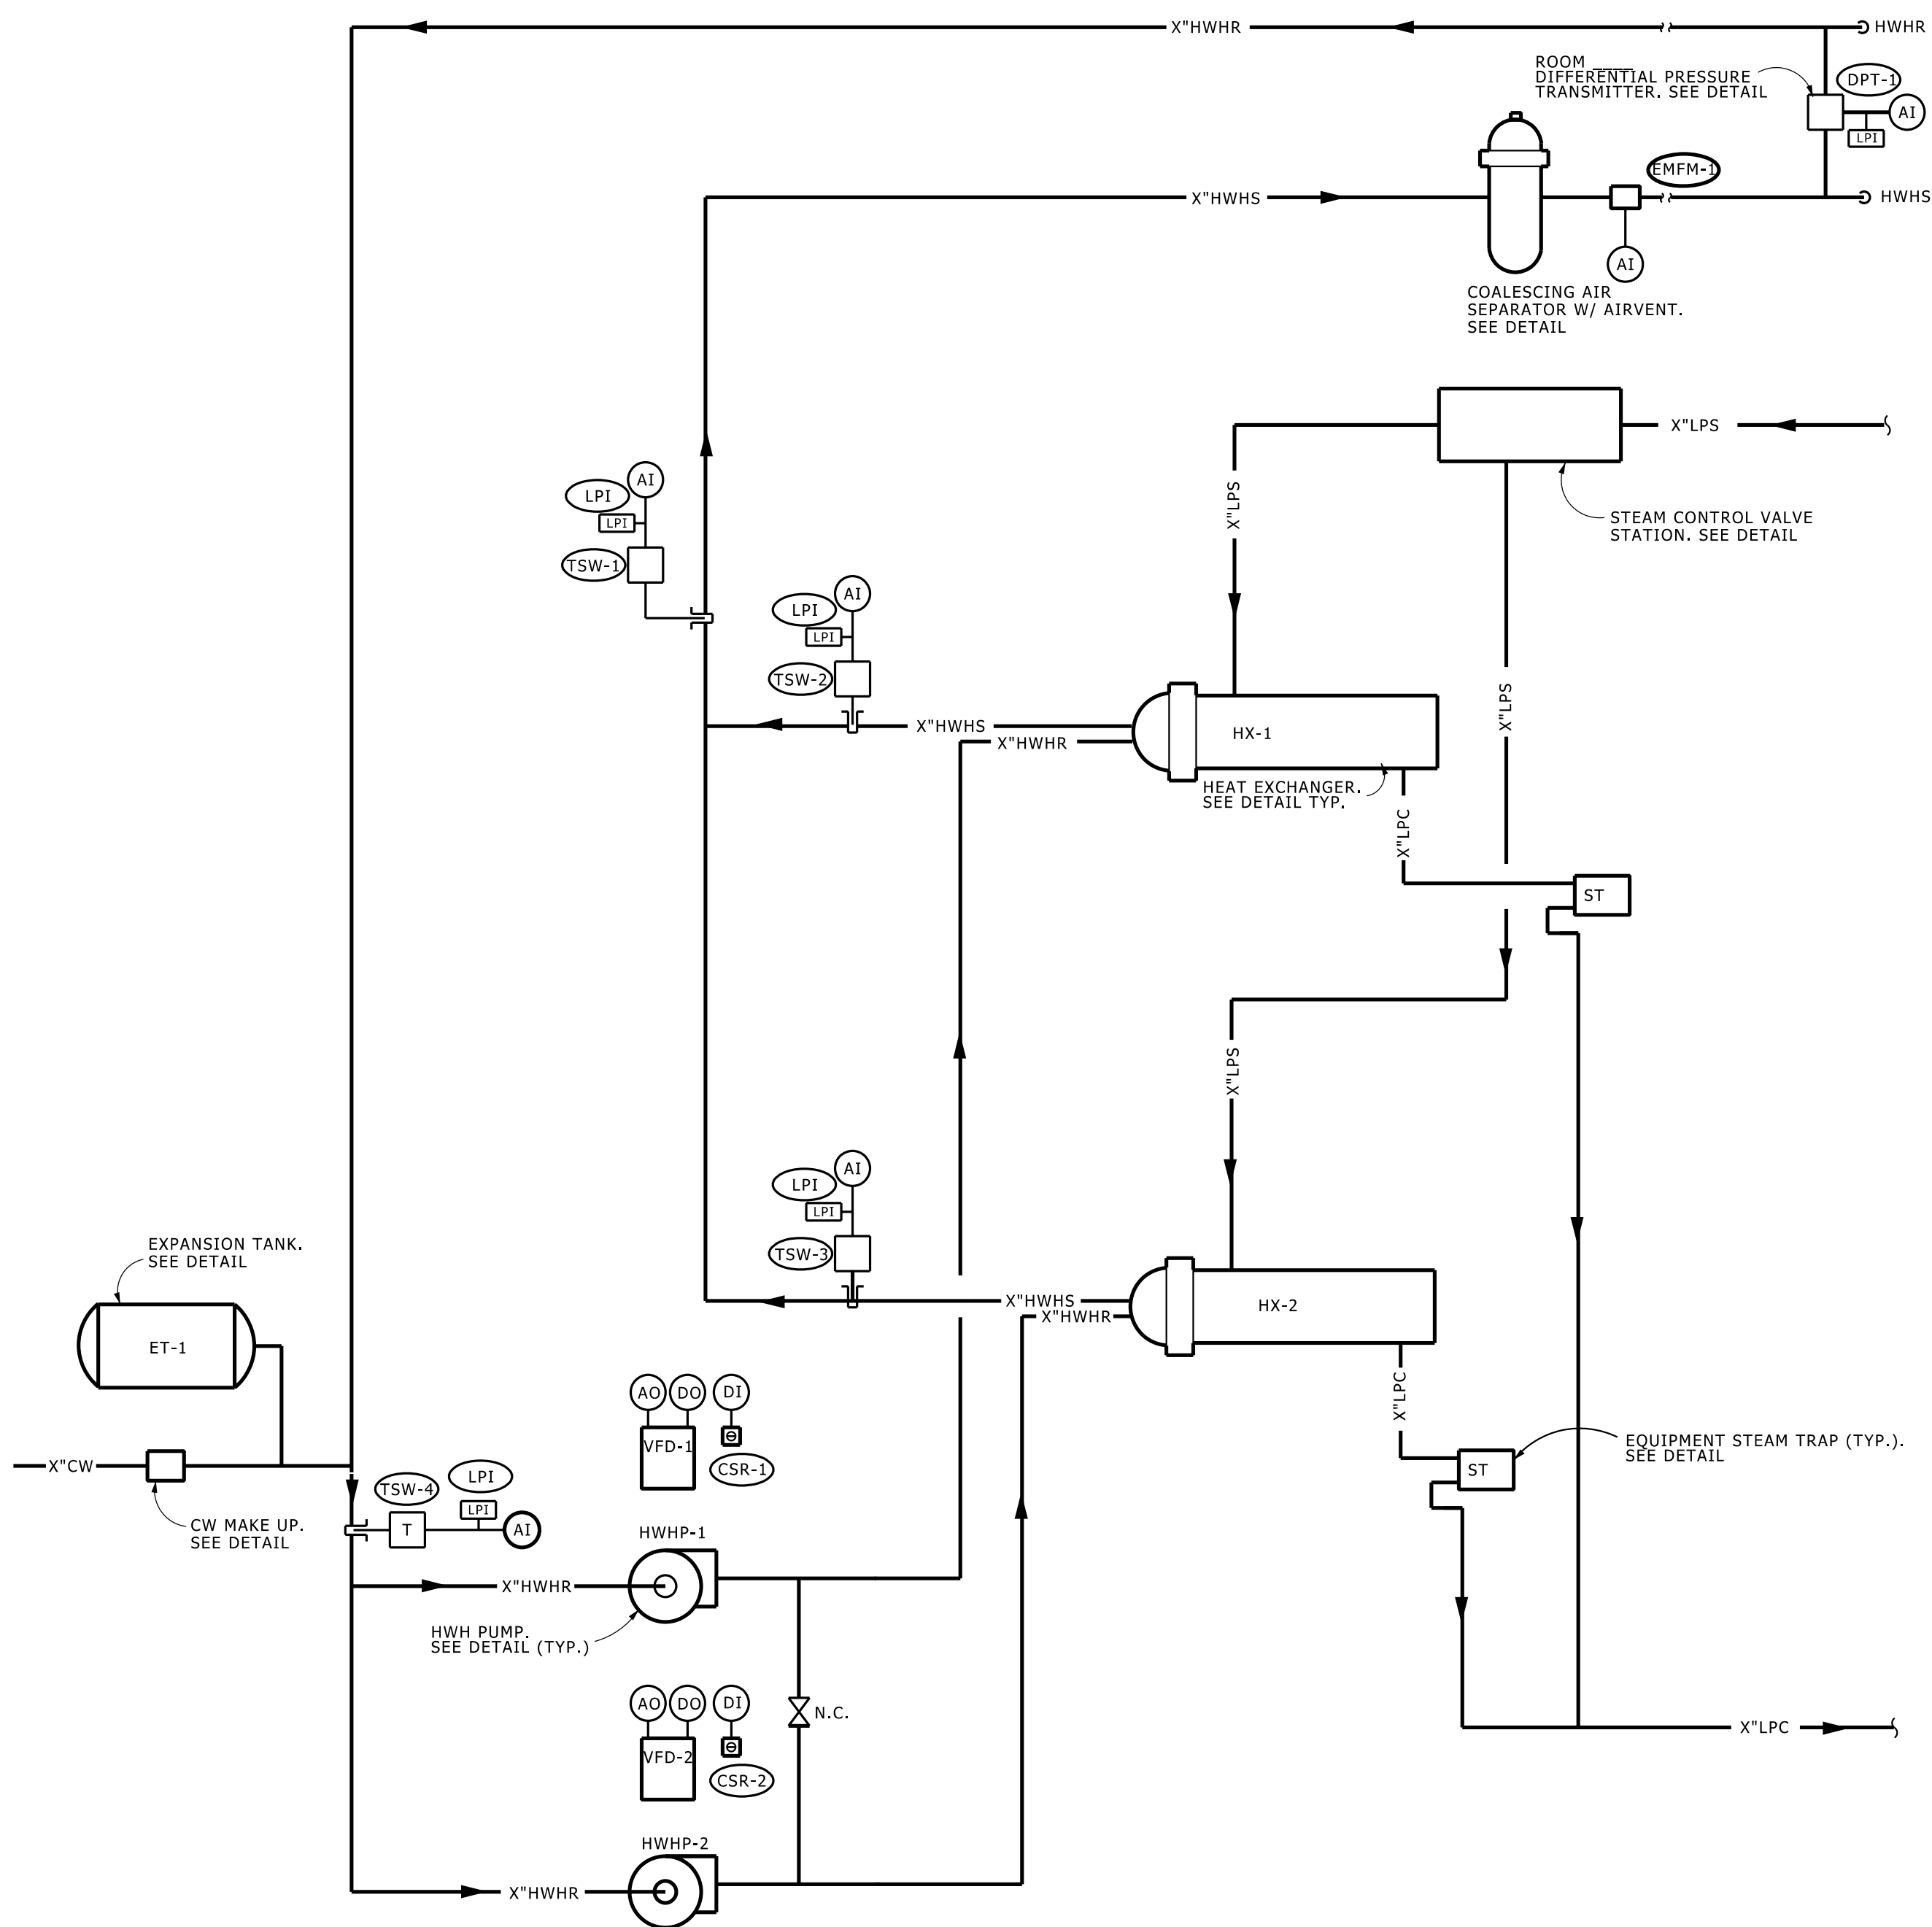 X"HWHR
HWHR
ROOM ____
DIFFERENTIAL PRESSURE
TRANSMITTER. SEE DETAIL
DPT-1
AI
LPI
EMFM-1
X"HWHS
HWHS
AI
COALESCING AIR
SEPARATOR W/ AIRVENT.
SEE DETAIL
X"LPS
X"LPS
STEAM CONTROL VALVE
STATION. SEE DETAIL
AI
LPI
LPI
TSW-1
AI
LPI
LPI
TSW-2
X"HWHS
X"HWHR
HX-1
X"LPS
HEAT EXCHANGER.
SEE DETAIL TYP.
X"LPC
ST
X"LPS
AI
LPI
LPI
TSW-3
X"HWHS
X"HWHR
HX-2
EXPANSION TANK.
SEE DETAIL
ET-1
X"LPC
AO
DO
DI
VFD-1
CSR-1
EQUIPMENT STEAM TRAP (TYP.).
SEE DETAIL
ST
X"CW
TSW-4
LPI
LPI
T
AI
CW MAKE UP.
SEE DETAIL
HWHP-1
X"HWHR
HWH PUMP.
SEE DETAIL (TYP.)
AO
DO
DI
N.C.
VFD-2
CSR-2
X"LPC
HWHP-2
X"HWHR